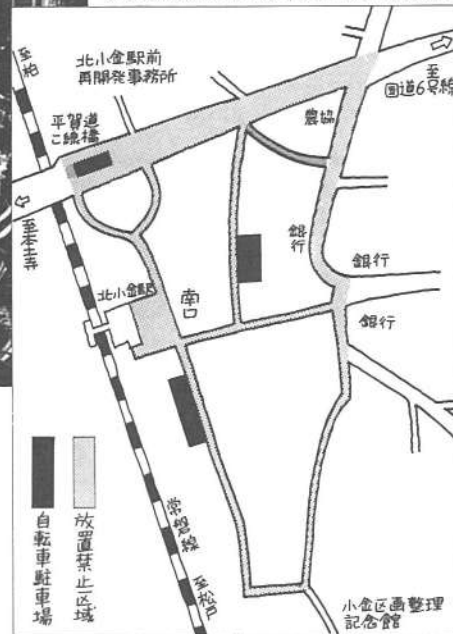 至柏
北小金駅前
再開発事務所
至
国道6号線
平賀道
こ線橋
農協
至本土寺
銀行
銀行
北小金駅
南口
銀行
自転車駐車場
放置禁止区域
常磐線
至松戸
小金区画整理
記念館